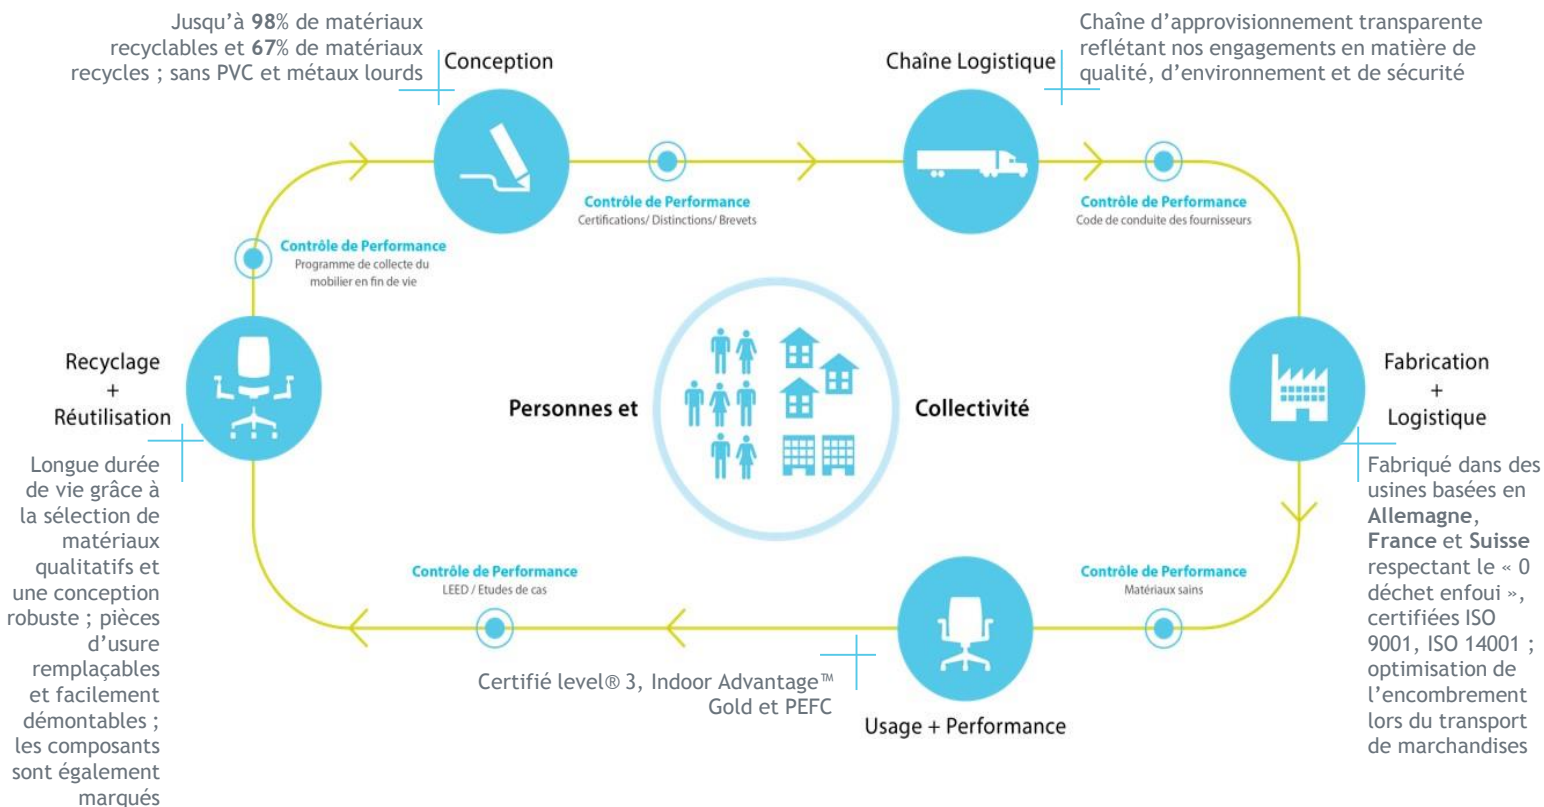 Jusqu’à 98% de matériaux
recyclables et 67% de matériaux
recycles ; sans PVC et métaux lourds
Conception
Contrôle de Performance
Certifications/ Distinctions/ Brevets
Chaîne Logistique
Chaîne d’approvisionnement transparente
reflétant nos engagements en matière de
qualité, d’environnement et de sécurité
Contrôle de Performance
Code de conduite des fournisseurs
Contrôle de Performance
Programme de collecte du
mobilier en fin de vie
Recyclage
+
Réutilisation
Longue durée
de vie grâce à
la sélection de
matériaux
qualitatifs et
une conception
robuste ; pièces
d’usure
remplaçables
et facilement
démontables ;
les composants
sont également
marqués
Personnes et
Collectivité
Fabrication
+
Logistique
Fabriqué dans des
usines basées en
Allemagne,
France et Suisse
respectant le « 0
déchet enfoui »,
certifiées ISO
9001, ISO 14001 ;
optimisation de
l’encombrement
lors du transport
de marchandises
Contrôle de Performance
LEED / Etudes de cas
Contrôle de Performance
Matériaux sains
Certifié level® 3, Indoor Advantage™
Gold et PEFC
Usage + Performance